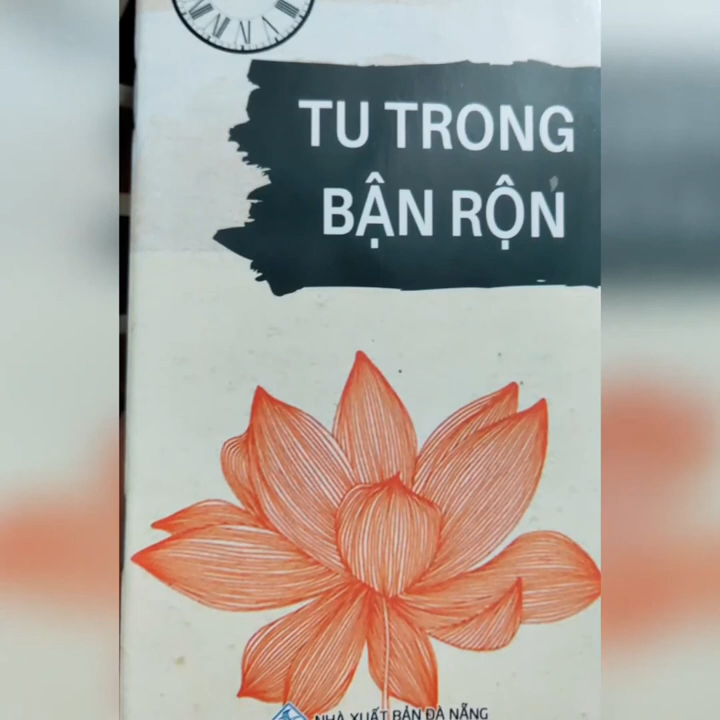 TU TRONG
BẬN RỘN
NHÀ XUẤT BẢN ĐÀ NẴNG